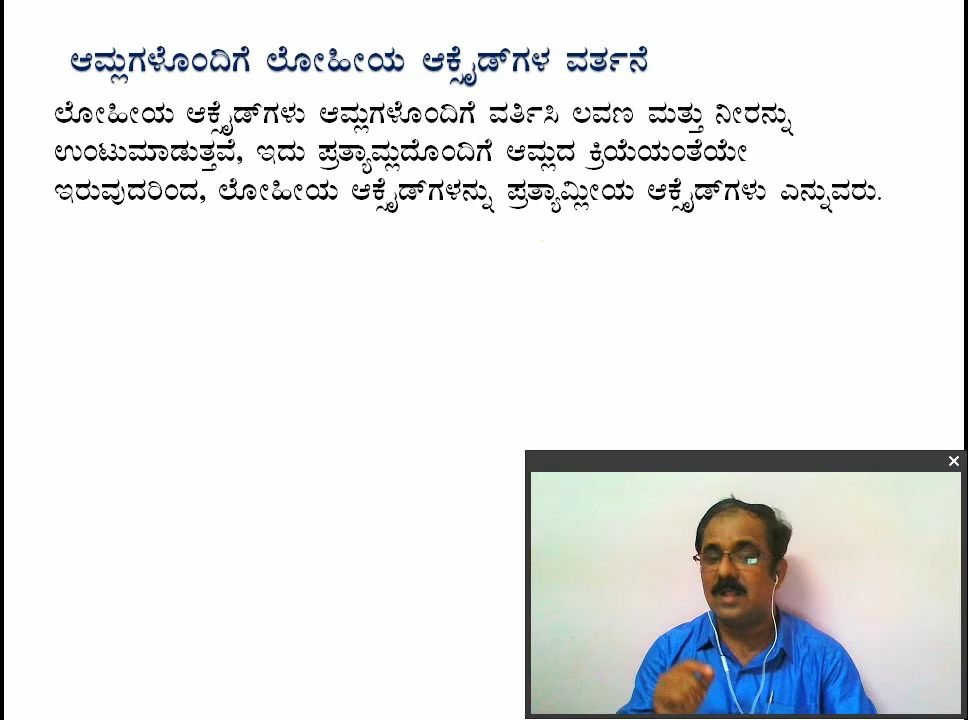 ಆಮ್ಲಗಳೊಂದಿಗೆ ಲೋಹೀಯ ಆಕ್ಸೈಡ್‌ಗಳ ವರ್ತನೆ
ಲೋಹೀಯ ಆಕ್ಸೈಡ್‌ಗಳು ಆಮ್ಲಗಳೊಂದಿಗೆ ವರ್ತಿಸಿ ಲವಣ ಮತ್ತು ನೀರನ್ನು
ಉಂಟುಮಾಡುತ್ತವೆ, ಇದು ಪ್ರತ್ಯಾಮ್ಲದೊಂದಿಗೆ ಆಮ್ಲದ ಕ್ರಿಯೆಯಂತೆಯೇ
ಇರುವುದರಿಂದ, ಲೋಹೀಯ ಆಕ್ಸೈಡ್‌ಗಳನ್ನು ಪ್ರತ್ಯಾಮ್ಲೀಯ ಆಕ್ಸೈಡ್‌ಗಳು ಎನ್ನುವರು.